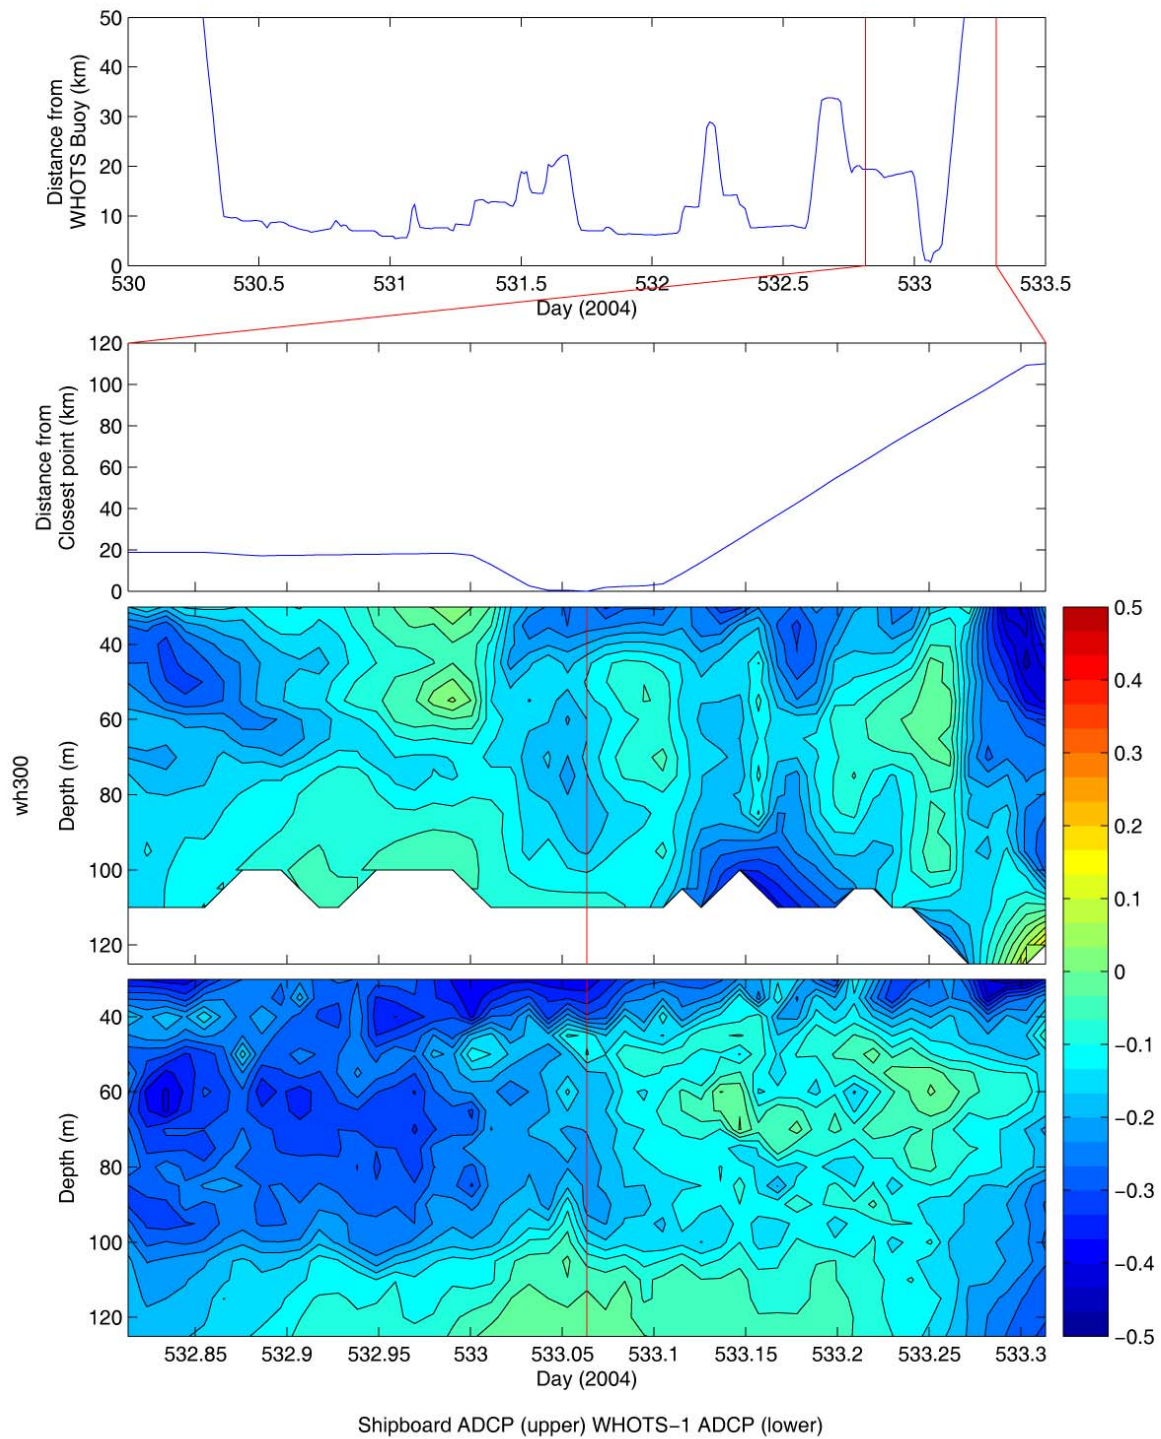 50
40
30
20
10
0
Distance from
WHOTS Buoy (km)
530 530.5 531 531.5 532 532.5 533 533.5
Day (2004)
120
100
80
60
40
20
0
Distance from
Closest point (km)
wh300
40
60
80
100
120
Depth (m)
40
60
80
100
120
Depth (m)
532.85 532.9 532.95 533 533.05 533.1 533.15 533.2 533.25 533.3
Day (2004)
0.5
0.4
0.3
0.2
0.1
0
−0.1
−0.2
−0.3
−0.4
−0.5
Shipboard ADCP (upper) WHOTS−1 ADCP (lower)